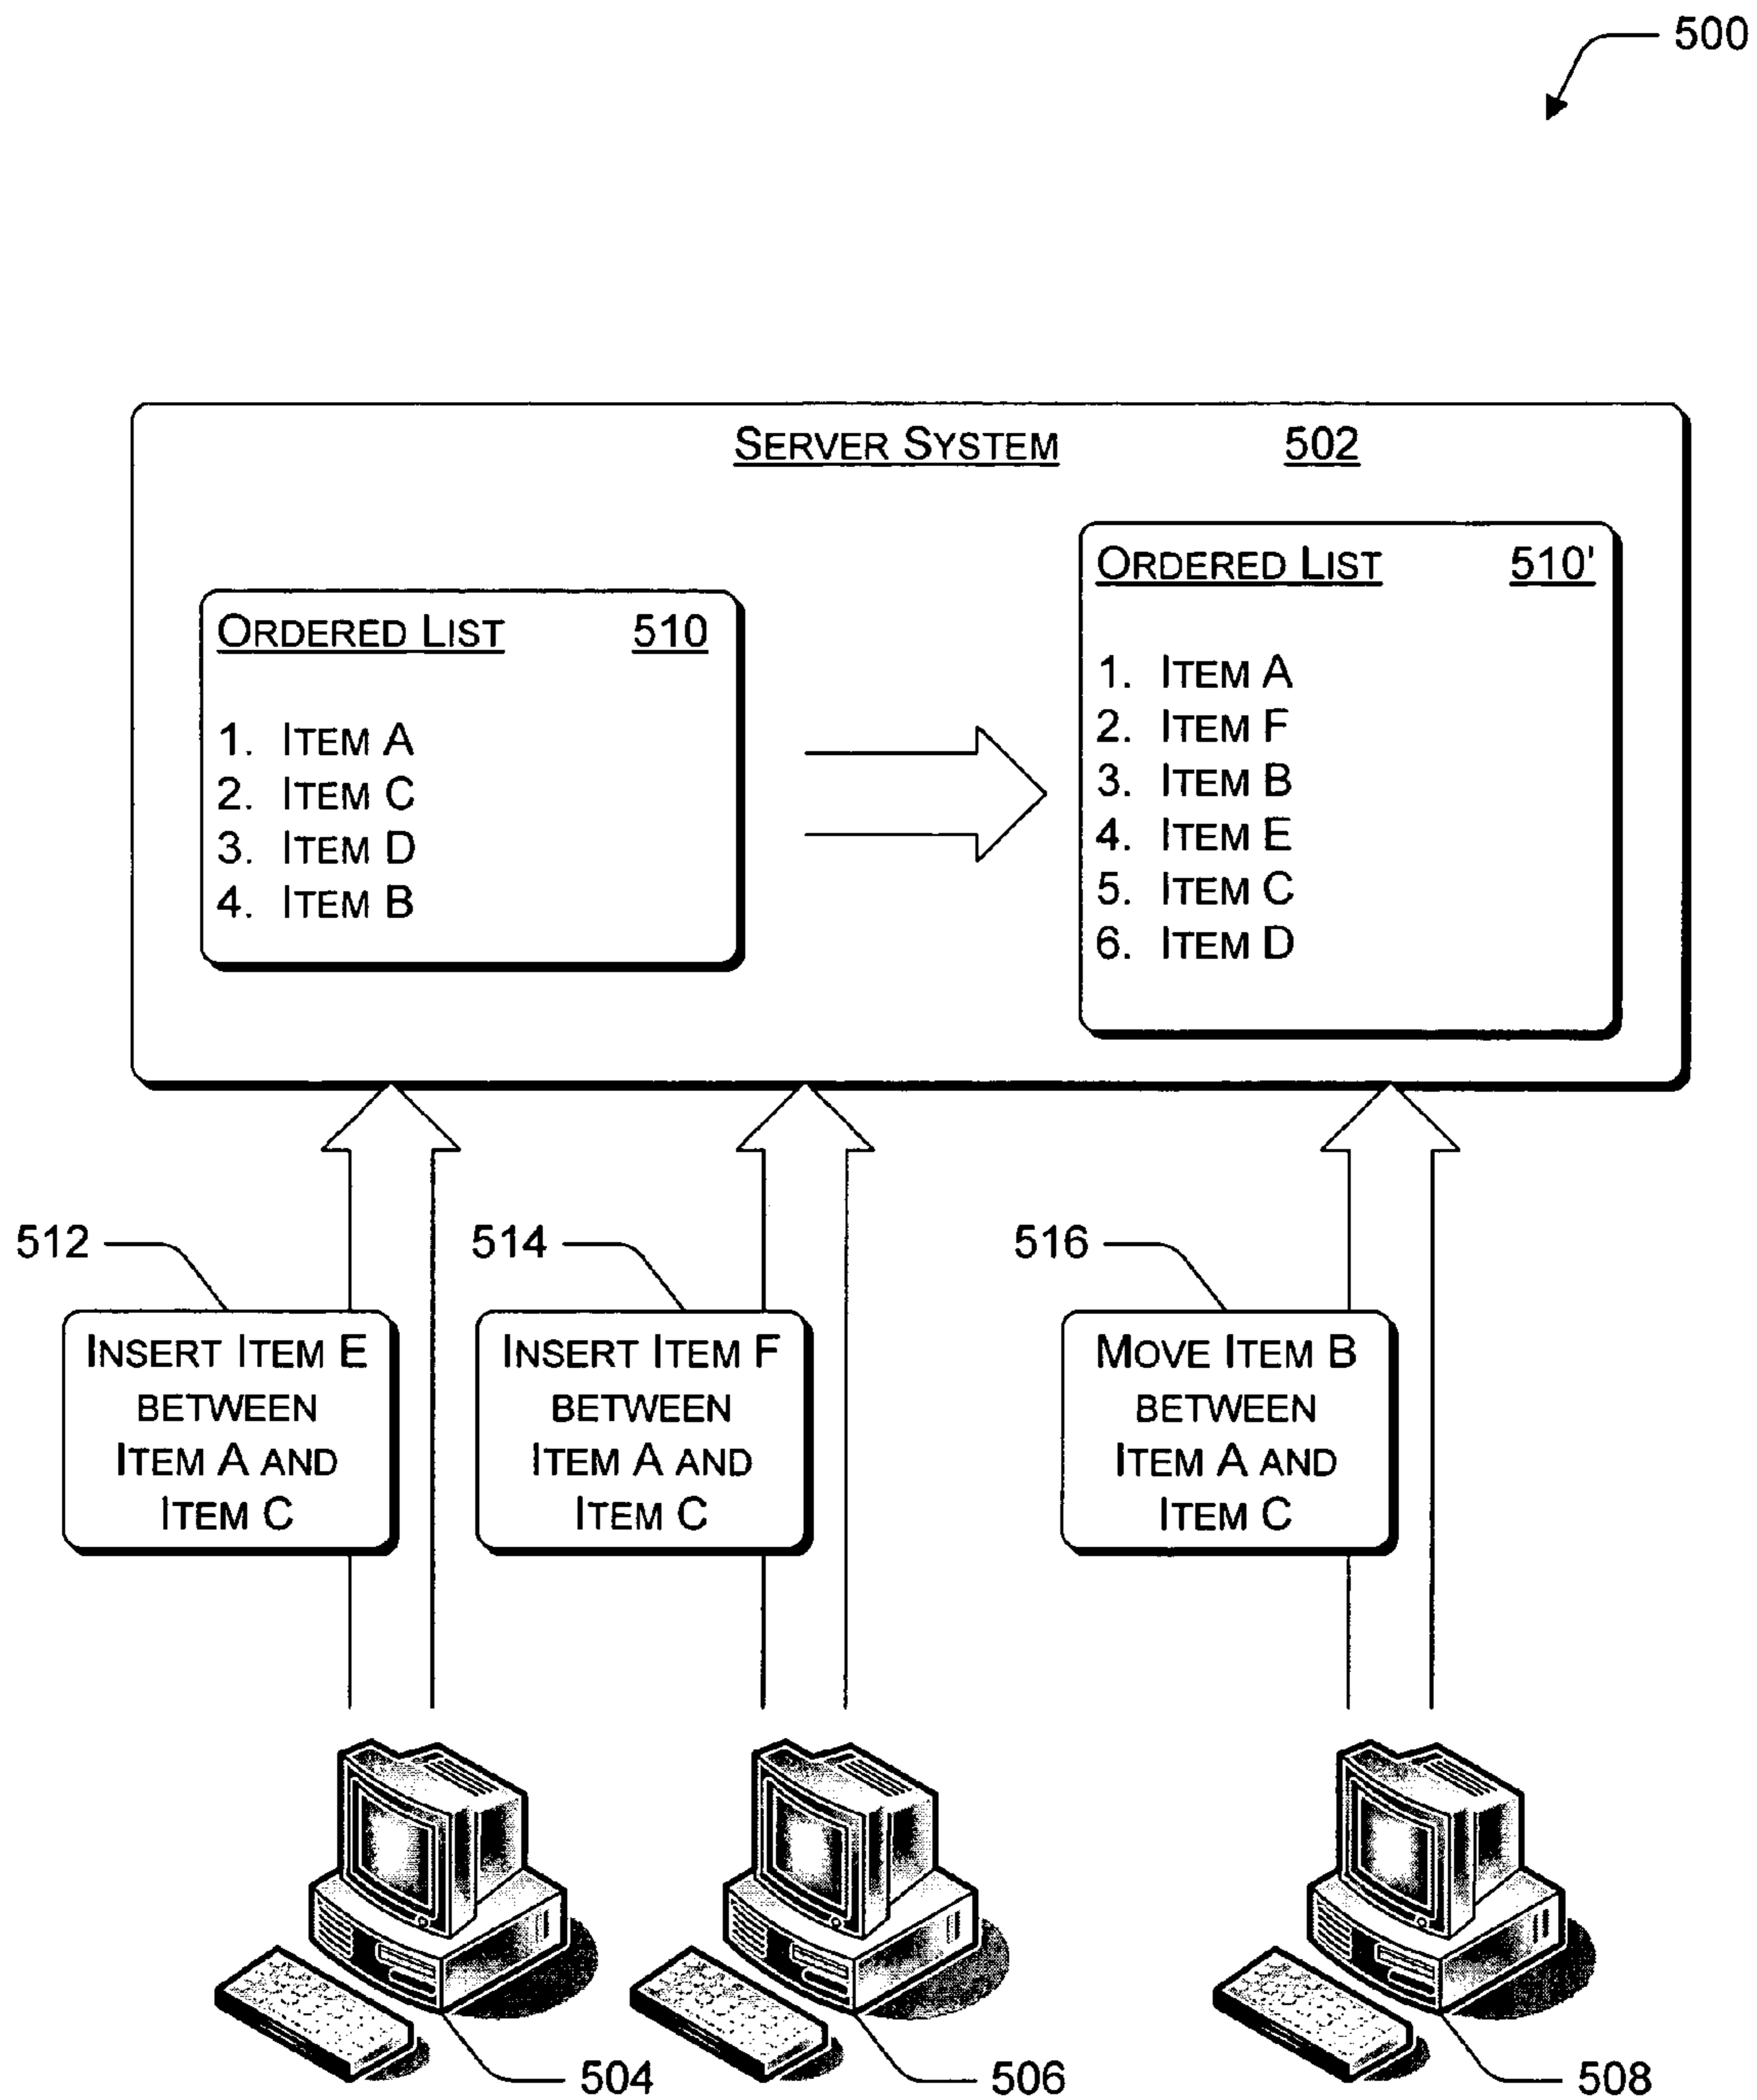 500
SERVER SYSTEM 502
ORDERED LIST 510
1. ITEM A
2. ITEM C
3. ITEM D
4. ITEM B
ORDERED LIST 510'
1. ITEM A
2. ITEM F
3. ITEM B
4. ITEM E
5. ITEM C
6. ITEM D
512
INSERT ITEM E
BETWEEN
ITEM A AND
ITEM C
514
INSERT ITEM F
BETWEEN
ITEM A AND
ITEM C
516
MOVE ITEM B
BETWEEN
ITEM A AND
ITEM C
504
506
508